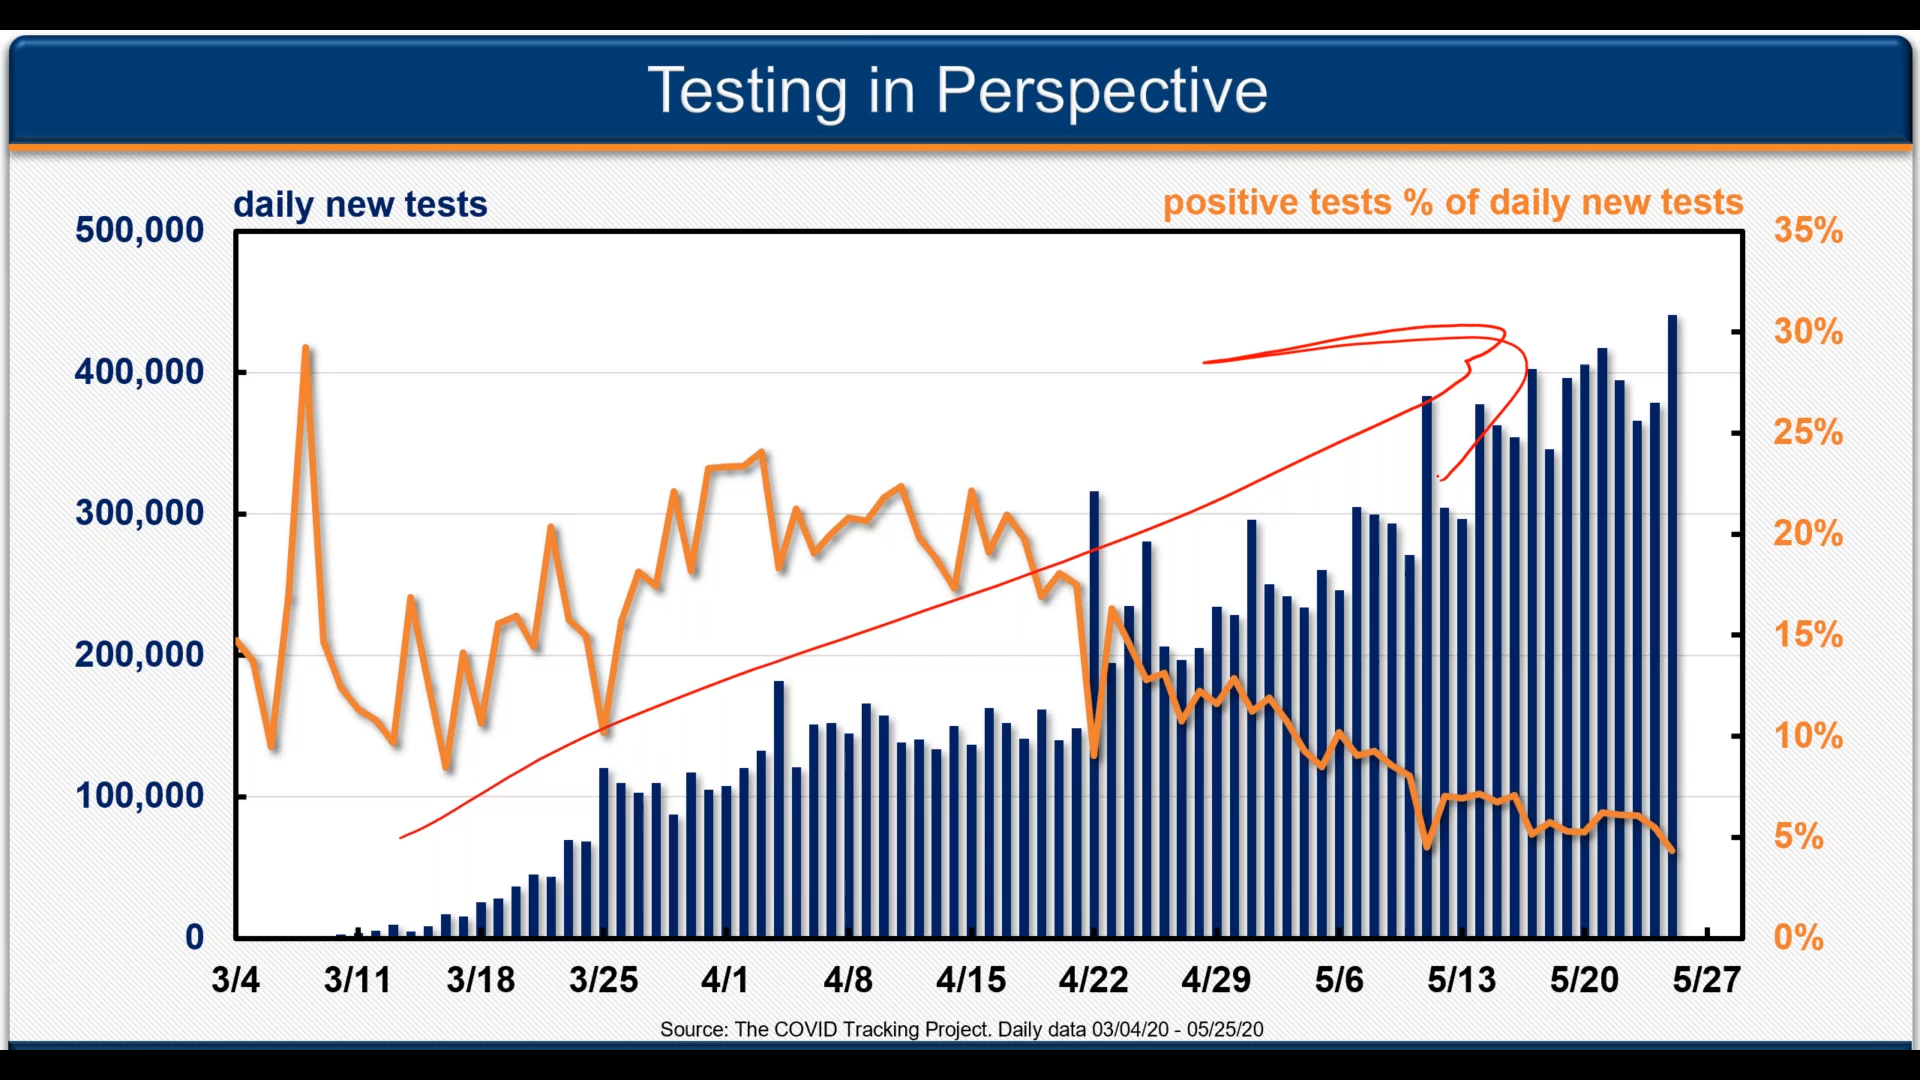 Testing in Perspective
daily new tests
positive tests % of daily new tests
500,000
400,000
300,000
200,000
100,000
0
35%
30%
25%
20%
15%
10%
5%
0%
3/4 3/11 3/18 3/25 4/1 4/8 4/15 4/22 4/29 5/6 5/13 5/20 5/27
Source: The COVID Tracking Project. Daily data 03/04/20 - 05/25/20